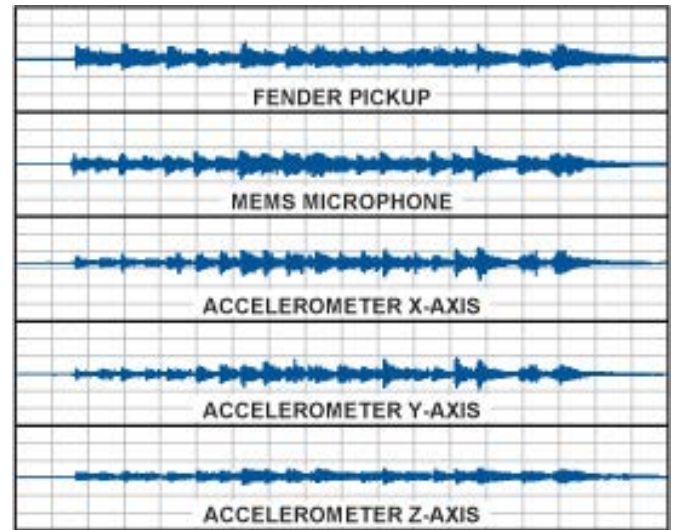 FENDER PICKUP
MEMS MICROPHONE
ACCELEROMETER X-AXIS
ACCELEROMETER Y-AXIS
ACCELEROMETER Z-AXIS